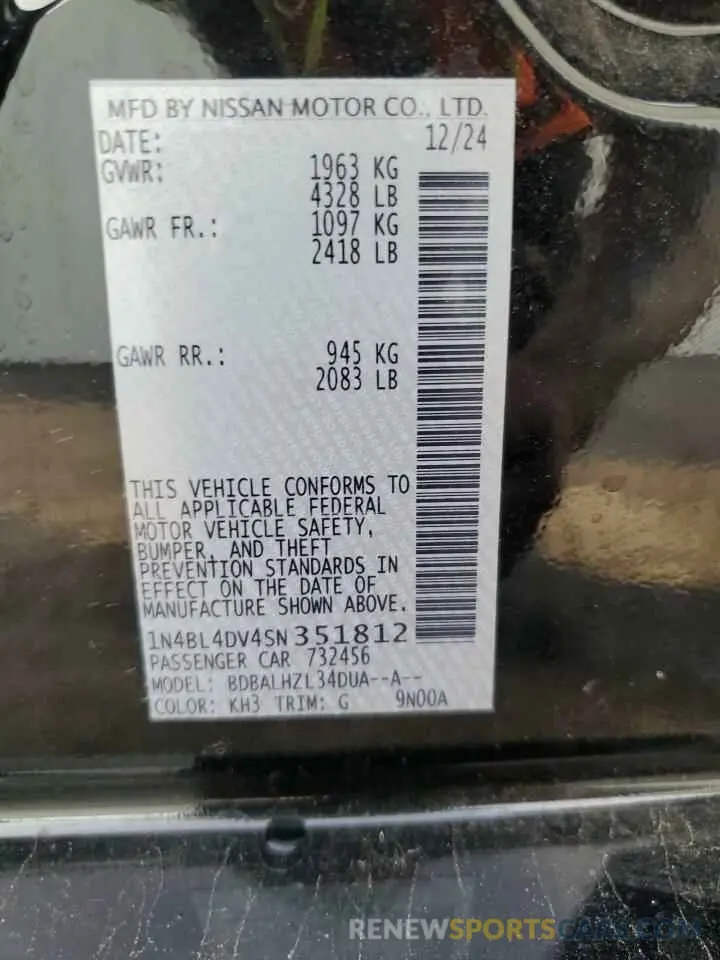 MFD BY NISSAN MOTOR CO., LTD.
DATE: 12/24
GVWR: 1963 KG
4328 LB
GAWR FR.: 1097 KG
2418 LB
GAWR RR.: 945 KG
2083 LB
THIS VEHICLE CONFORMS TO
ALL APPLICABLE FEDERAL
MOTOR VEHICLE SAFETY,
BUMPER, AND THEFT
PREVENTION STANDARDS IN
EFFECT ON THE DATE OF
MANUFACTURE SHOWN ABOVE.
1N4BL4DV4SN351812
PASSENGER CAR 732456
MODEL: BDBALHZL34DUA--A--
COLOR: KH3 TRIM: G 9N00A
RENEWSPORTSCARS.COM